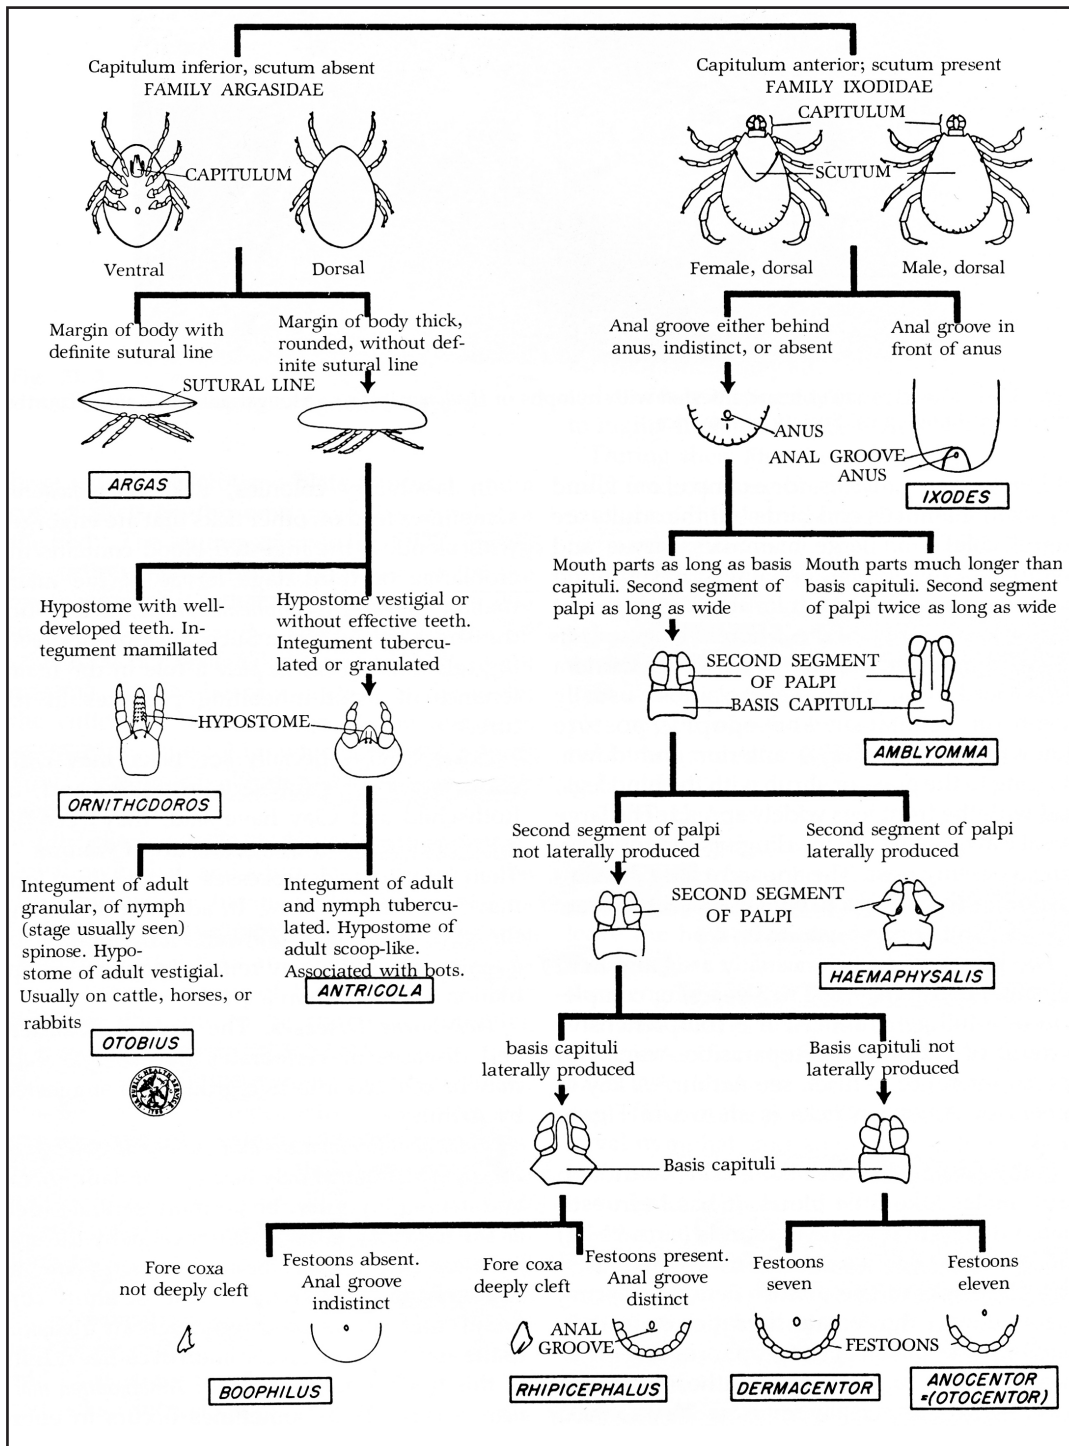 Capitulum inferior, scutum absent
FAMILY ARGASIDAE
Capitulum anterior; scutum present
FAMILY IXODIDAE
CAPITULUM
CAPITULUM
SCUTUM
Ventral
Dorsal
Female, dorsal
Male, dorsal
Margin of body with
definite sutural line
Margin of body thick,
rounded, without def-
inite sutural line
Anal groove either behind
anus, indistinct, or absent
Anal groove in
front of anus
SUTURAL LINE
ARGAS
ANUS
ANAL GROOVE
ANUS
IXODES
Mouth parts as long as basis
capituli. Second segment of
palpi as long as wide
Mouth parts much longer than
basis capituli. Second segment
of palpi twice as long as wide
Hypostome with well-
developed teeth. In-
tegument mamillated
Hypostome vestigial or
without effective teeth.
Integument tubercu-
lated or granulated
SECOND SEGMENT
OF PALPI
BASIS CAPITULI
HYPOSTOME
AMBLYOMMA
ORNITHODOROS
Second segment of palpi
not laterally produced
Second segment of palpi
laterally produced
Integument of adult
granular, of nymph
(stage usually seen)
spinose. Hypo-
stome of adult vestigial.
Usually on cattle, horses, or
rabbits
Integument of adult
and nymph tubercu-
lated. Hypostome of
adult scoop-like.
Associated with bots.
SECOND SEGMENT
OF PALPI
ANTRICOLA
HAEMAPHYSALIS
OTOBIUS
basis capituli
laterally produced
Basis capituli not
laterally produced
Basis capituli
Fore coxa
not deeply cleft
Festoons absent.
Anal groove
indistinct
Fore coxa
deeply cleft
Festoons present.
Anal groove
distinct
Festoons
seven
Festoons
eleven
ANAL
GROOVE
FESTOONS
BOOPHILUS
RHIPICEPHALUS
DERMACENTOR
ANOCENTOR
=(OTOCENTOR)